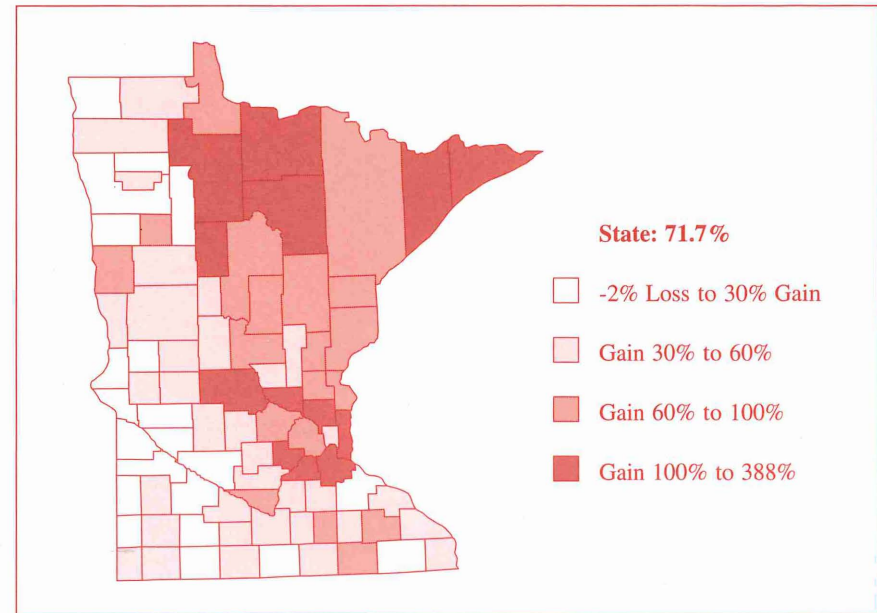 State: 71.7%
-2% Loss to 30% Gain
Gain 30% to 60%
Gain 60% to 100%
Gain 100% to 388%